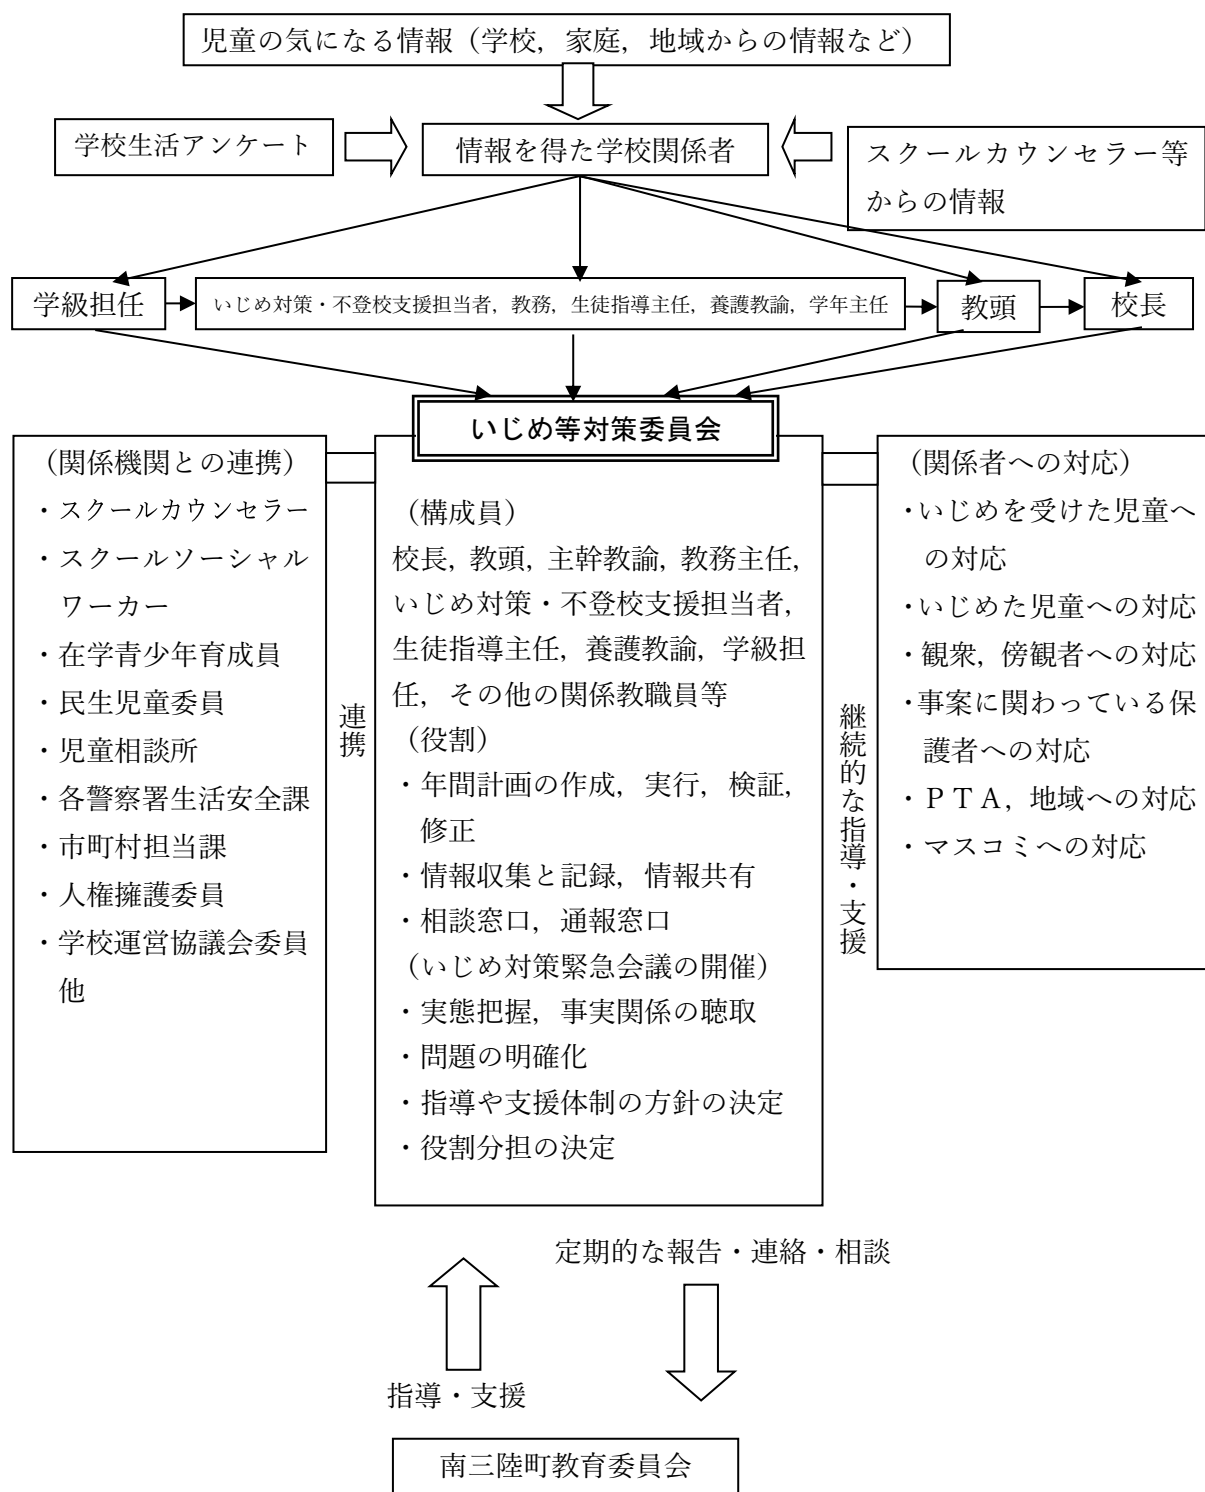 児童の気になる情報（学校，家庭，地域からの情報など）
学校生活アンケート
情報を得た学校関係者
スクールカウンセラー等
からの情報
学級担任
いじめ対策・不登校支援担当者，教務，生徒指導主任，養護教諭，学年主任
教頭
校長
いじめ等対策委員会
（関係機関との連携）
・スクールカウンセラー
・スクールソーシャル
ワーカー
・在学青少年育成員
・民生児童委員
・児童相談所
・各警察署生活安全課
・市町村担当課
・人権擁護委員
・学校運営協議会委員
他
連携
（構成員）
校長，教頭，主幹教諭，教務主任，
いじめ対策・不登校支援担当者，
生徒指導主任，養護教諭，学級担
任，その他の関係教職員等
（役割）
・年間計画の作成，実行，検証，
修正
・情報収集と記録，情報共有
・相談窓口，通報窓口
（いじめ対策緊急会議の開催）
・実態把握，事実関係の聴取
・問題の明確化
・指導や支援体制の方針の決定
・役割分担の決定
継続的な指導・支援
（関係者への対応）
・いじめを受けた児童へ
の対応
・いじめた児童への対応
・観衆，傍観者への対応
・事案に関わっている保
護者への対応
・ＰＴＡ，地域への対応
・マスコミへの対応
定期的な報告・連絡・相談
指導・支援
南三陸町教育委員会